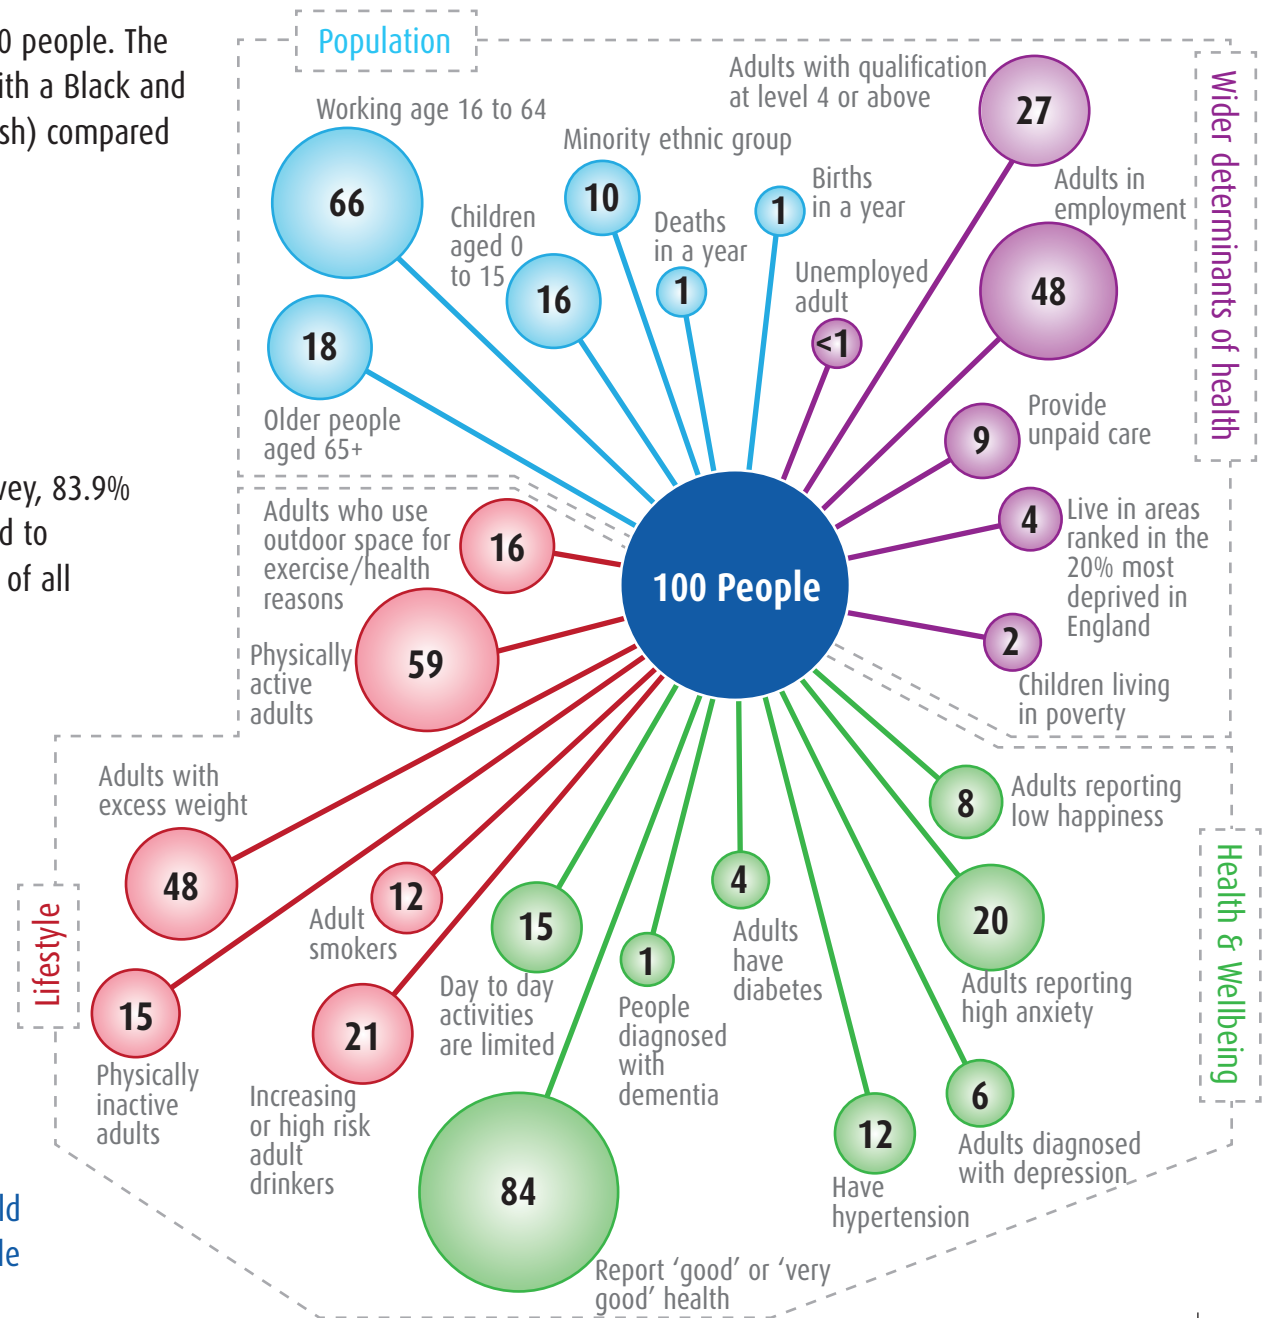 0 people. The
ith a Black and
sh) compared
vey, 83.9%
d to
of all
ld
le
Population
Working age 16 to 64
66
18
Older people
aged 65+
Children
aged 0
to 15
16
Minority ethnic group
10
Deaths
in a year
1
Births
in a year
1
Wider determinants of health
Adults with qualification
at level 4 or above
27
Adults in
employment
48
Unemployed
adult
<1
Provide
unpaid care
9
4
Live in areas
ranked in the
20% most
deprived in
England
2
Children living
in poverty
100 People
Lifestyle
Adults who use
outdoor space for
exercise/health
reasons
16
Physically
active
adults
59
Adults with
excess weight
48
15
Physically
inactive
adults
12
Adult
smokers
21
Increasing
or high risk
adult
drinkers
Health & Wellbeing
15
Day to day
activities
are limited
84
Report ‘good’ or ‘very
good’ health
1
People
diagnosed
with
dementia
4
Adults
have
diabetes
12
Have
hypertension
6
Adults diagnosed
with depression
20
Adults reporting
high anxiety
8
Adults reporting
low happiness